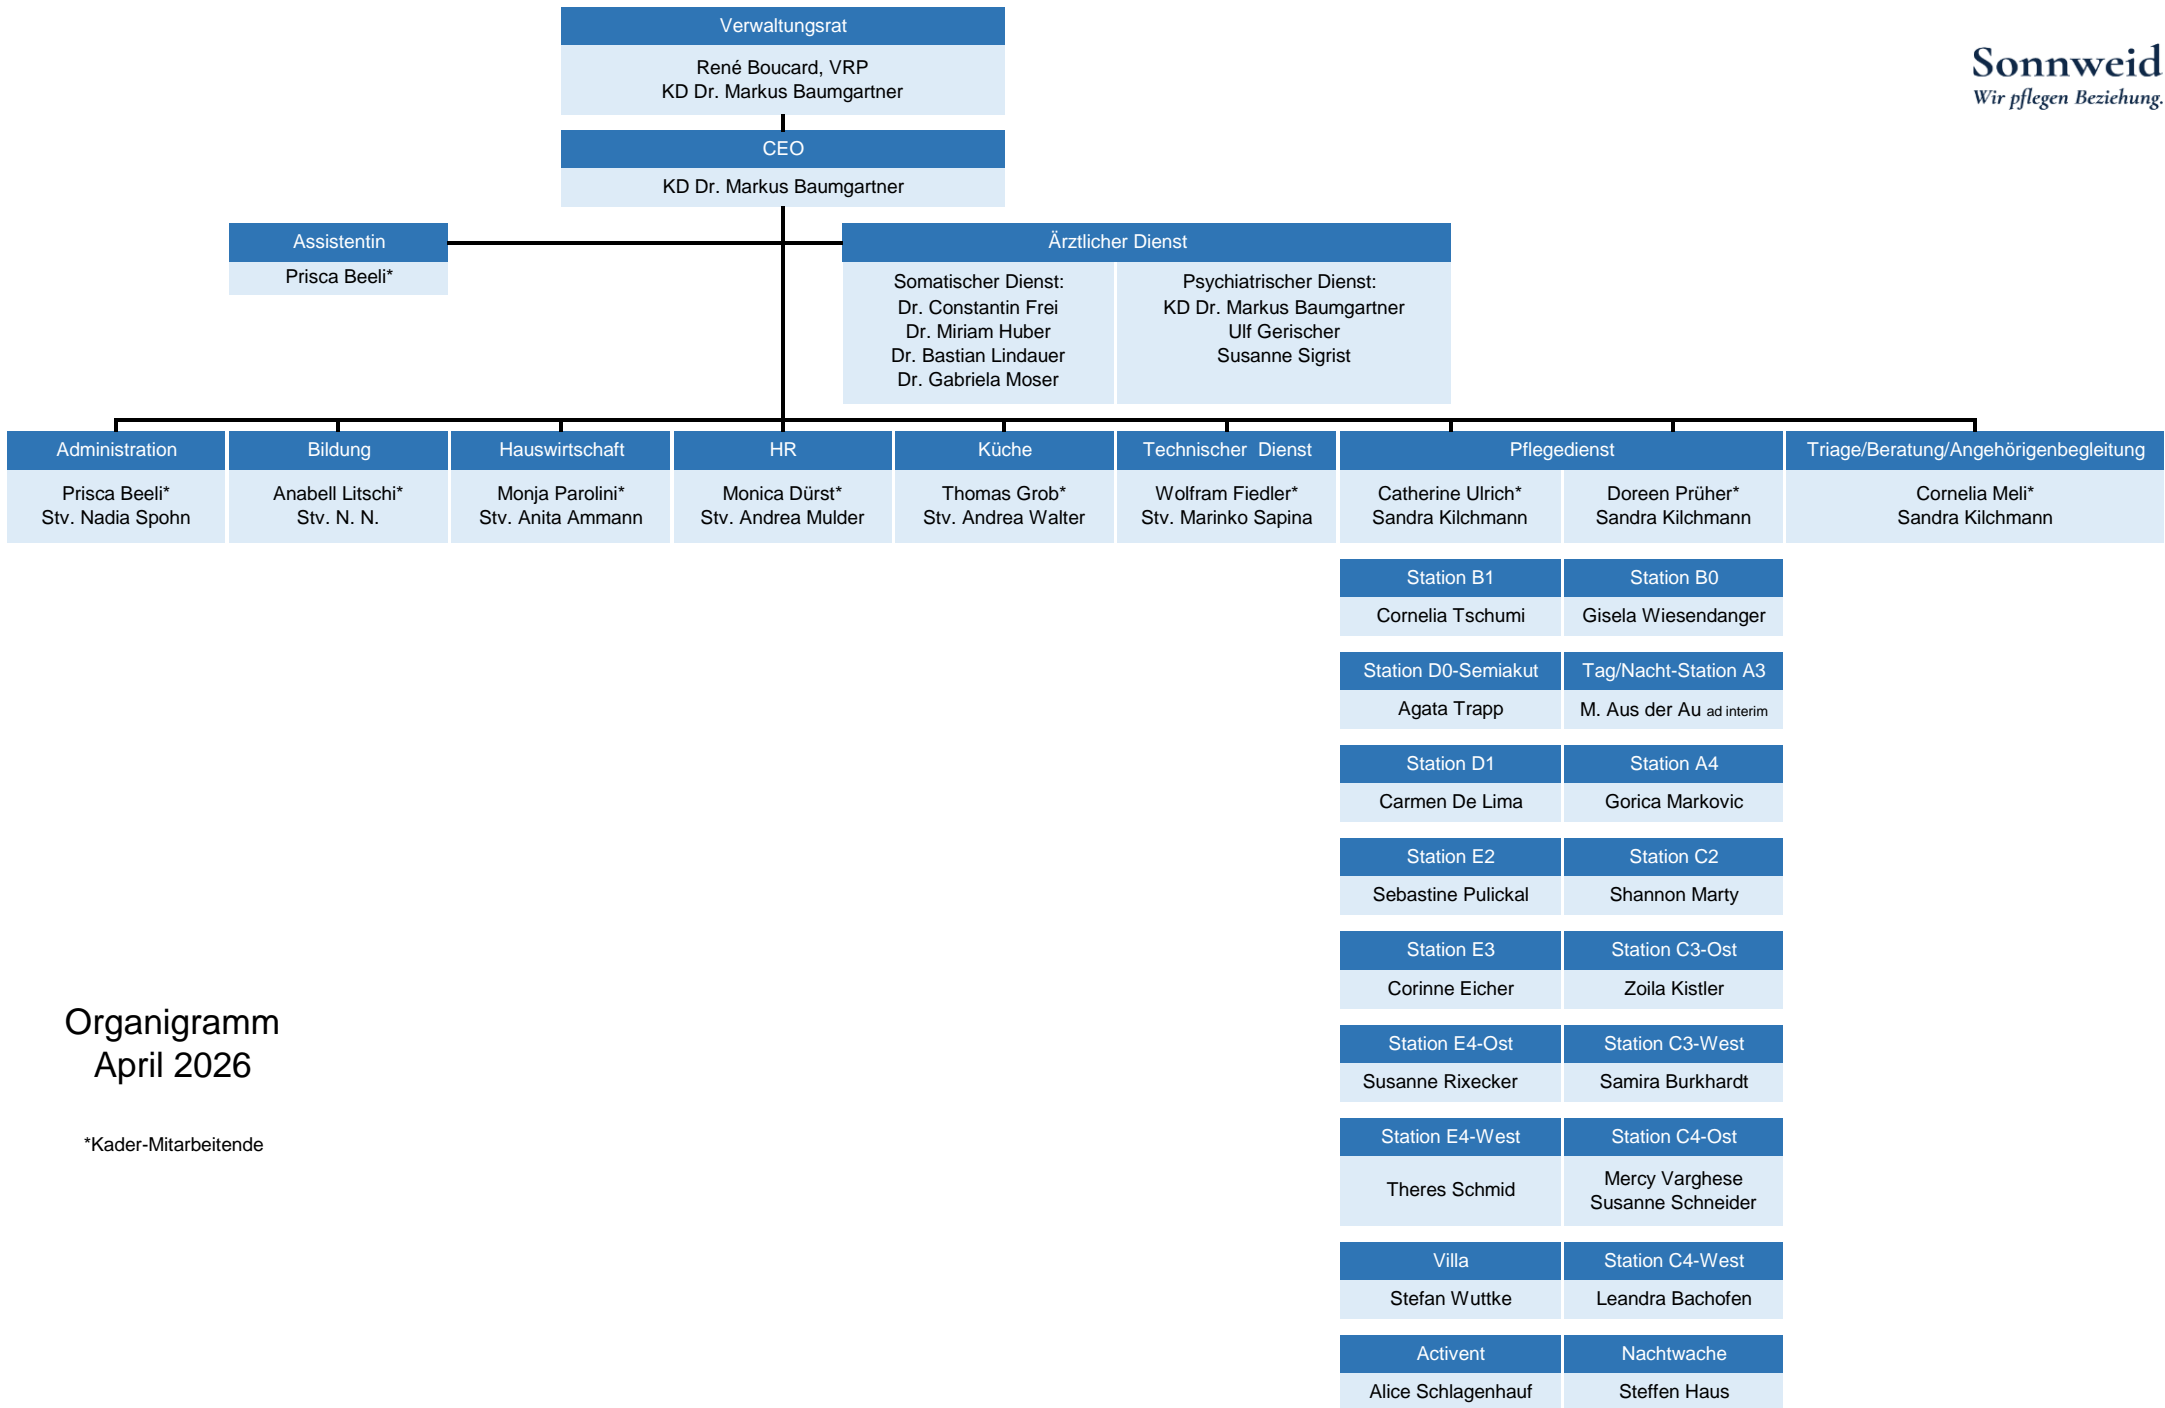 Verwaltungsrat
René Boucard, VRP
KD Dr. Markus Baumgartner
Sonnweid
Wir pflegen Beziehung.
CEO
KD Dr. Markus Baumgartner
Assistentin
Prisca Beeli*
Ärztlicher Dienst
Somatischer Dienst:
Dr. Constantin Frei
Dr. Miriam Huber
Dr. Bastian Lindauer
Dr. Gabriela Moser
Psychiatrischer Dienst:
KD Dr. Markus Baumgartner
Ulf Gerischer
Susanne Sigrist
Administration
Prisca Beeli*
Stv. Nadia Spohn
Bildung
Anabell Litschi*
Stv. N. N.
Hauswirtschaft
Monja Parolini*
Stv. Anita Ammann
HR
Monica Dürst*
Stv. Andrea Mulder
Küche
Thomas Grob*
Stv. Andrea Walter
Technischer  Dienst
Wolfram Fiedler*
Stv. Marinko Sapina
Pflegedienst
Catherine Ulrich*
Sandra Kilchmann
Doreen Prüher*
Sandra Kilchmann
Triage/Beratung/Angehörigenbegleitung
Cornelia Meli*
Sandra Kilchmann
Station B1
Cornelia Tschumi
Station B0
Gisela Wiesendanger
Station D0-Semiakut
Agata Trapp
Tag/Nacht-Station A3
M. Aus der Au ad interim
Station D1
Carmen De Lima
Station A4
Gorica Markovic
Station E2
Sebastine Pulickal
Station C2
Shannon Marty
Station E3
Corinne Eicher
Station C3-Ost
Zoila Kistler
Station E4-Ost
Susanne Rixecker
Station C3-West
Samira Burkhardt
Station E4-West
Theres Schmid
Station C4-Ost
Mercy Varghese
Susanne Schneider
Villa
Stefan Wuttke
Station C4-West
Leandra Bachofen
Activent
Alice Schlagenhauf
Nachtwache
Steffen Haus
Organigramm
April 2026
*Kader-Mitarbeitende